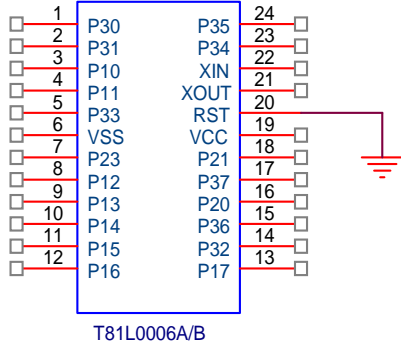 1 P30 P35 24
2 P31 P34 23
3 P10 XIN 22
4 P11 XOUT 21
5 P33 RST 20
6 VSS VCC 19
7 P23 P21 18
8 P12 P37 17
9 P13 P20 16
10 P14 P36 15
11 P15 P32 14
12 P16 P17 13
T81L0006A/B